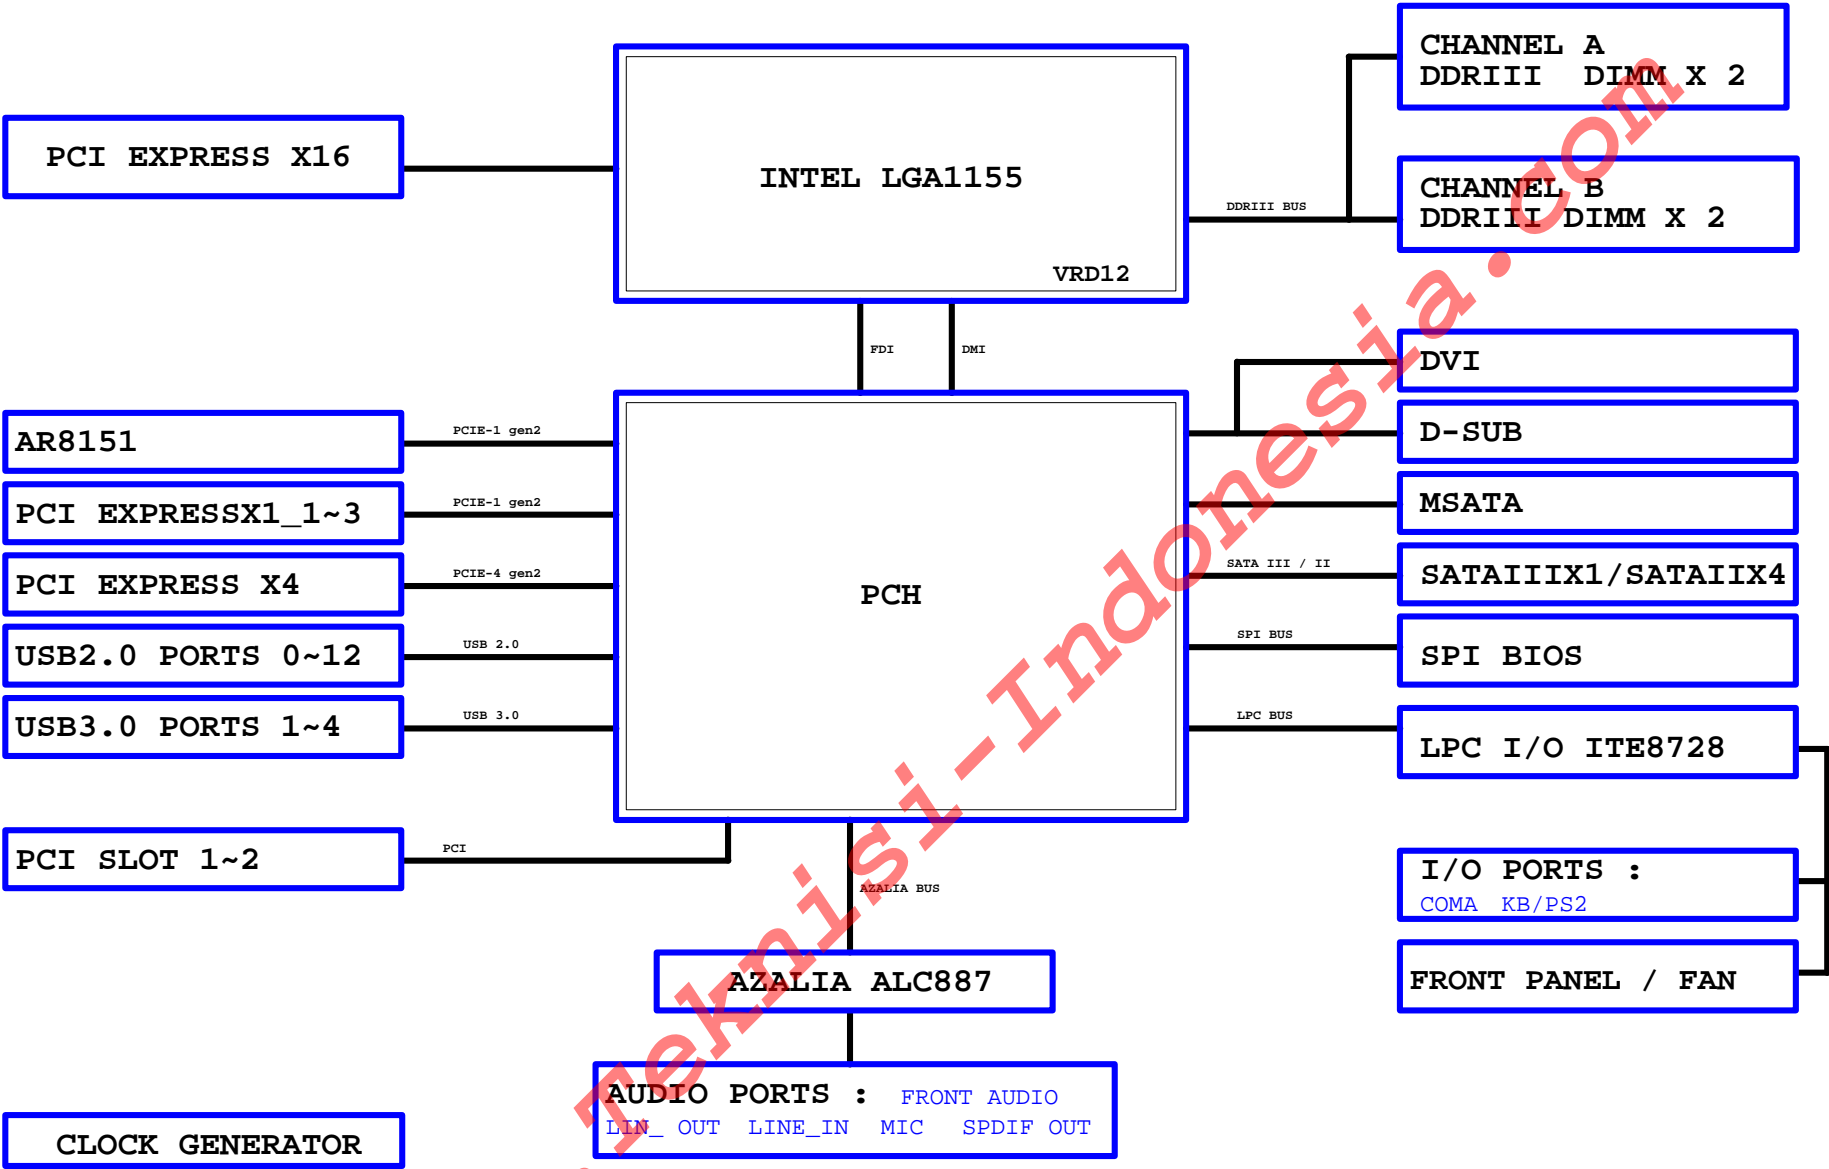 CHANNEL A
DDRIII DIMM X 2
PCI EXPRESS X16
INTEL LGA1155
VRD12
DDRIII BUS
CHANNEL B
DDRIII DIMM X 2
FDI
DMI
DVI
D-SUB
MSATA
SATA III / II
SATAIIIX1/SATAIIX4
SPI BUS
SPI BIOS
LPC BUS
LPC I/O ITE8728
AR8151
PCIE-1 gen2
PCI EXPRESSX1_1~3
PCIE-1 gen2
PCI EXPRESS X4
PCIE-4 gen2
USB2.0 PORTS 0~12
USB 2.0
USB3.0 PORTS 1~4
USB 3.0
PCH
PCI SLOT 1~2
PCI
AZALIA BUS
I/O PORTS :
COMA KB/PS2
FRONT PANEL / FAN
AZALIA ALC887
AUDIO PORTS : FRONT AUDIO
LIN_ OUT LINE_IN MIC SPDIF OUT
CLOCK GENERATOR
Teknisi-Indonesia.com